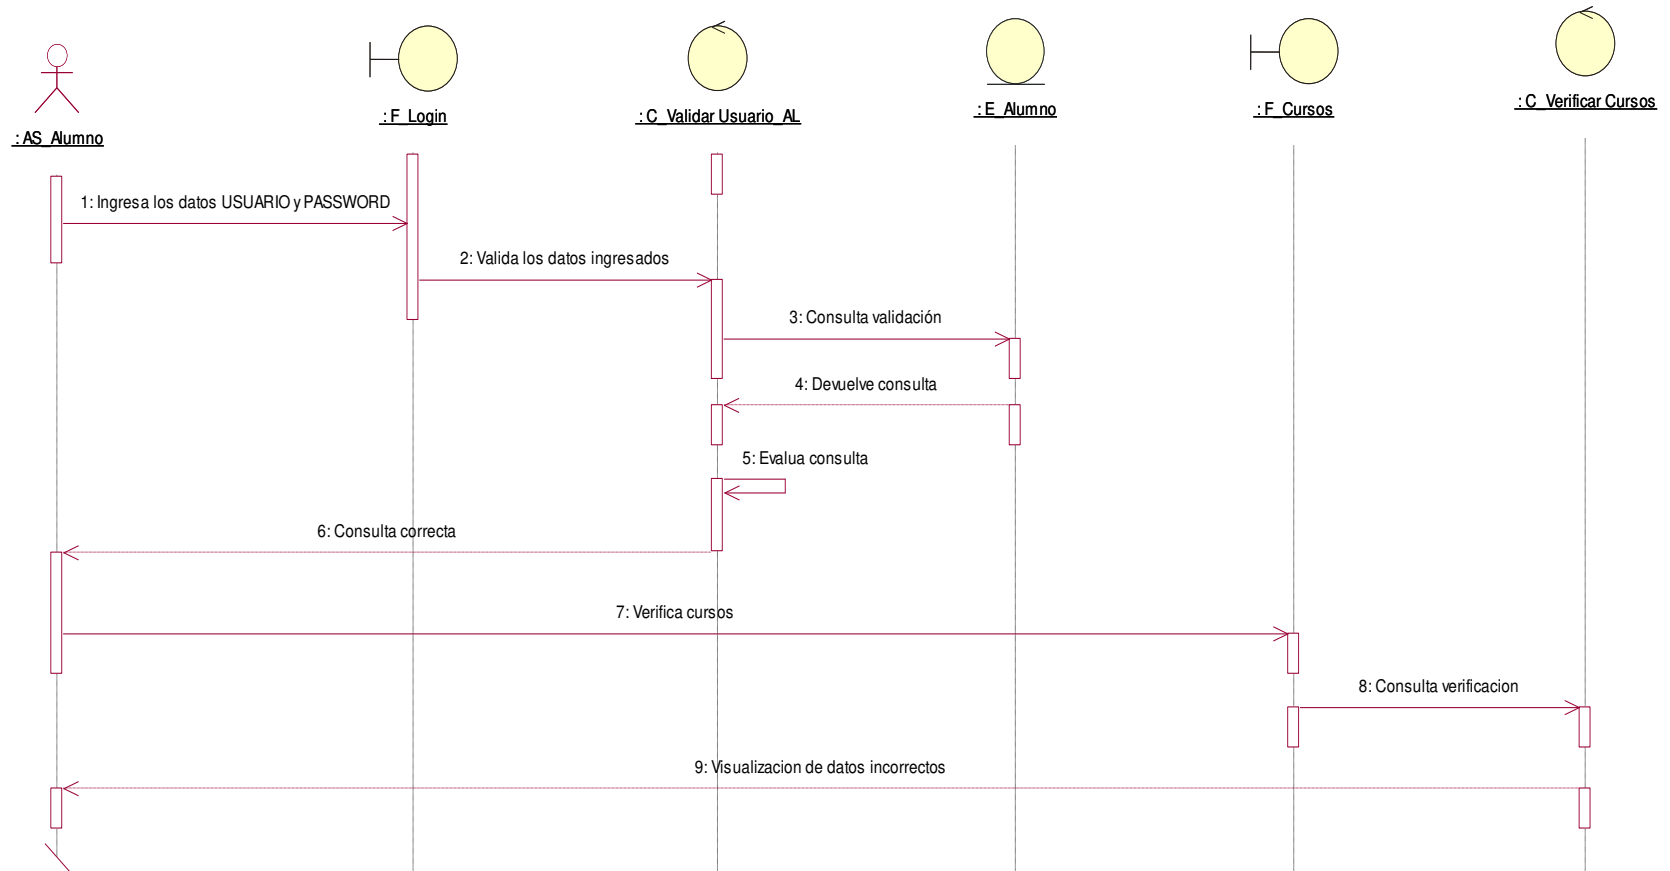 : AS_Alumno
: F_Login
: C_Validar Usuario_AL
: E_Alumno
: F_Cursos
: C_Verificar Cursos
1: Ingresa los datos USUARIO y PASSWORD
2: Valida los datos ingresados
3: Consulta validación
4: Devuelve consulta
5: Evalua consulta
6: Consulta correcta
7: Verifica cursos
8: Consulta verificacion
9: Visualizacion de datos incorrectos